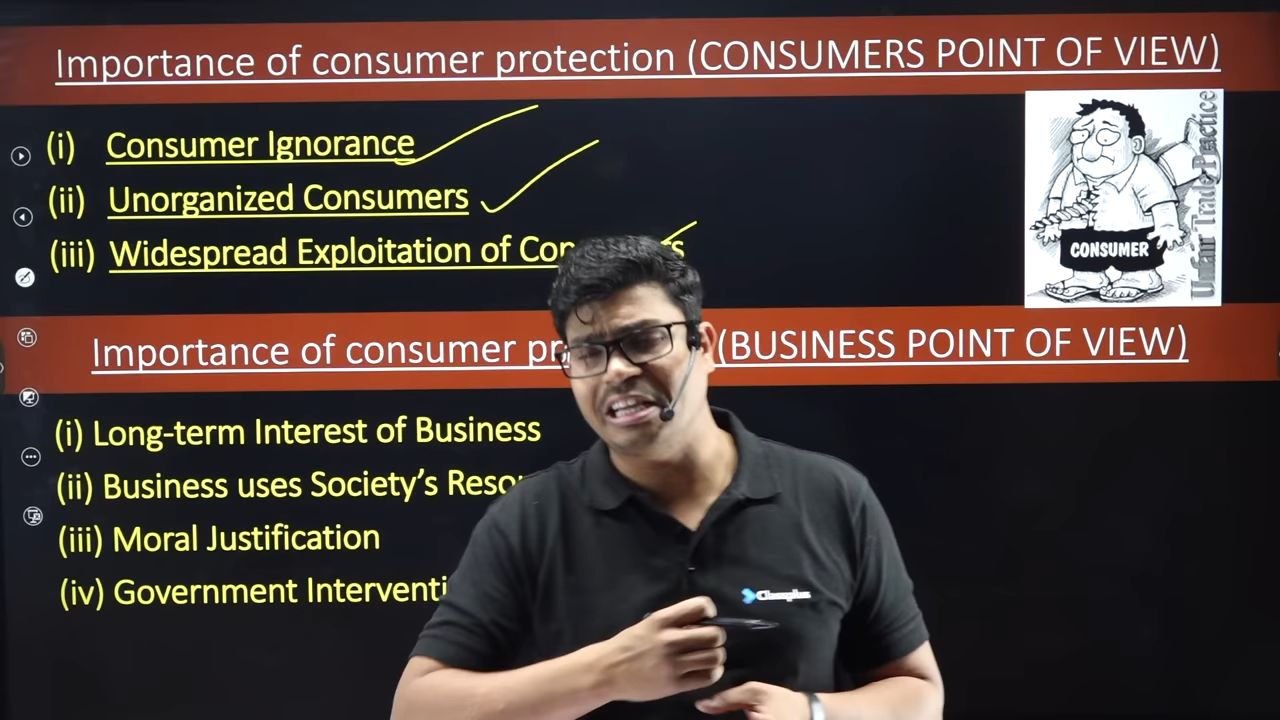 Importance of consumer protection (CONSUMERS POINT OF VIEW)
(i) Consumer Ignorance
(ii) Unorganized Consumers
(iii) Widespread Exploitation of
CONSUMER
Unfair Trade Practice
Importance of consumer (BUSINESS POINT OF VIEW)
(i) Long-term Interest of Business
(ii) Business uses Society’s
(iii) Moral Justification
(iv) Government
Classplus